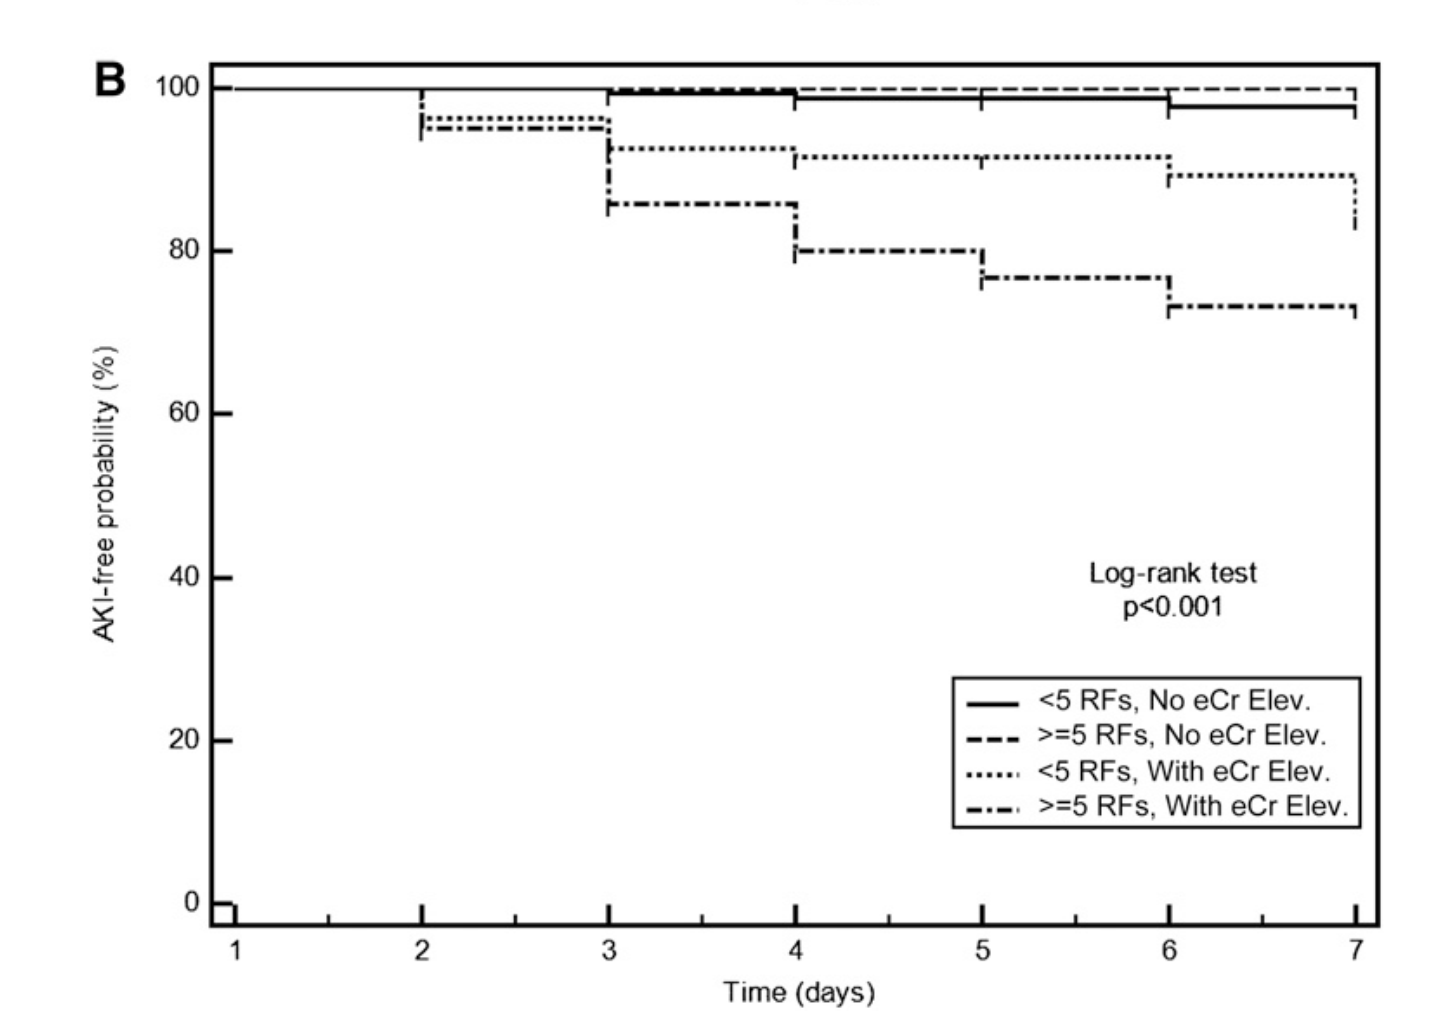 B
100
80
60
40
20
0
AKI-free probability (%)
Log-rank test
p<0.001
<5 RFs, No eCr Elev.
>=5 RFs, No eCr Elev.
<5 RFs, With eCr Elev.
>=5 RFs, With eCr Elev.
1 2 3 4 5 6 7
Time (days)